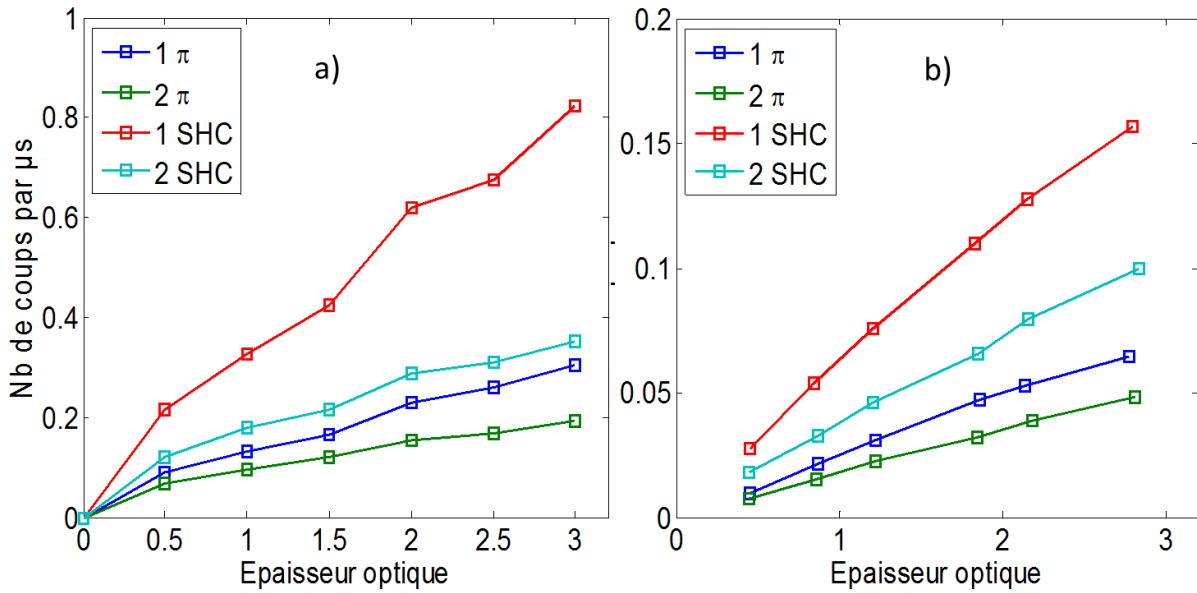 a)
1 π
2 π
1 SHC
2 SHC
Nb de coups par µs
1
0.8
0.6
0.4
0.2
0
0 0.5 1 1.5 2 2.5 3
Epaisseur optique
b)
1 π
2 π
1 SHC
2 SHC
0.2
0.15
0.1
0.05
0
0 1 2 3
Epaisseur optique